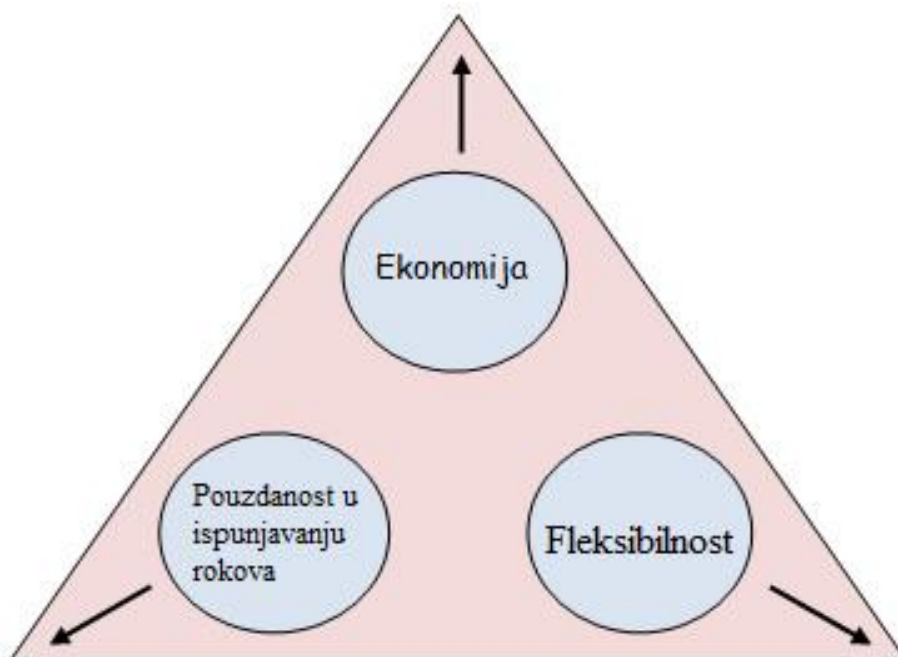 Ekonomija
Pouzdanost u
ispunjavanju
rokova
Fleksibilnost